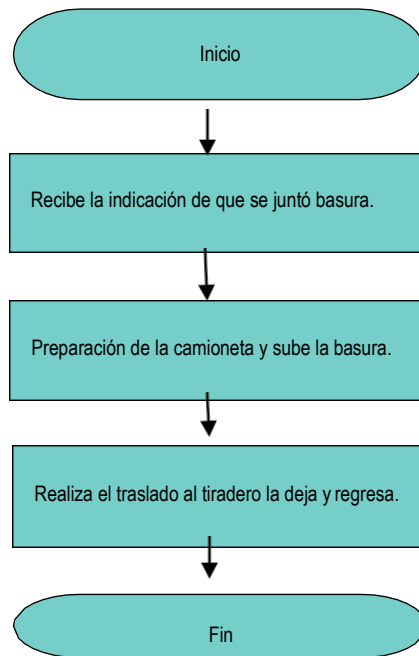 Inicio
Recibe la indicación de que se juntó basura.
Preparación de la camioneta y sube la basura.
Realiza el traslado al tiradero la deja y regresa.
Fin